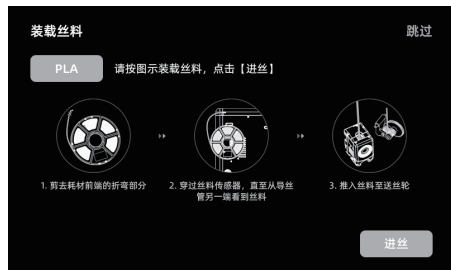 装载丝料
跳过
PLA
请按图示装载丝料，点击【进丝】
1. 剪去耗材前端的折弯部分
2. 穿过丝料传感器，直至从导丝
管另一端看到丝料
3. 推入丝料至送丝轮
进丝